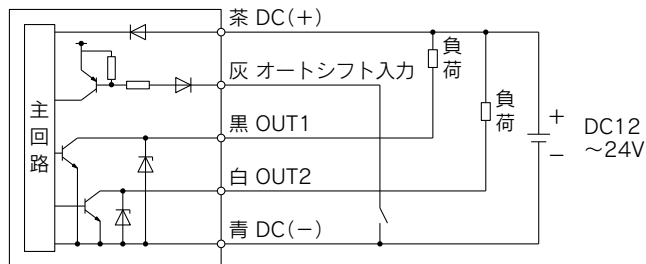 茶 DC(+)
負荷
灰 オートシフト入力
負荷
主回路
黒 OUT1
+
−
DC12
～24V
白 OUT2
青 DC(−)